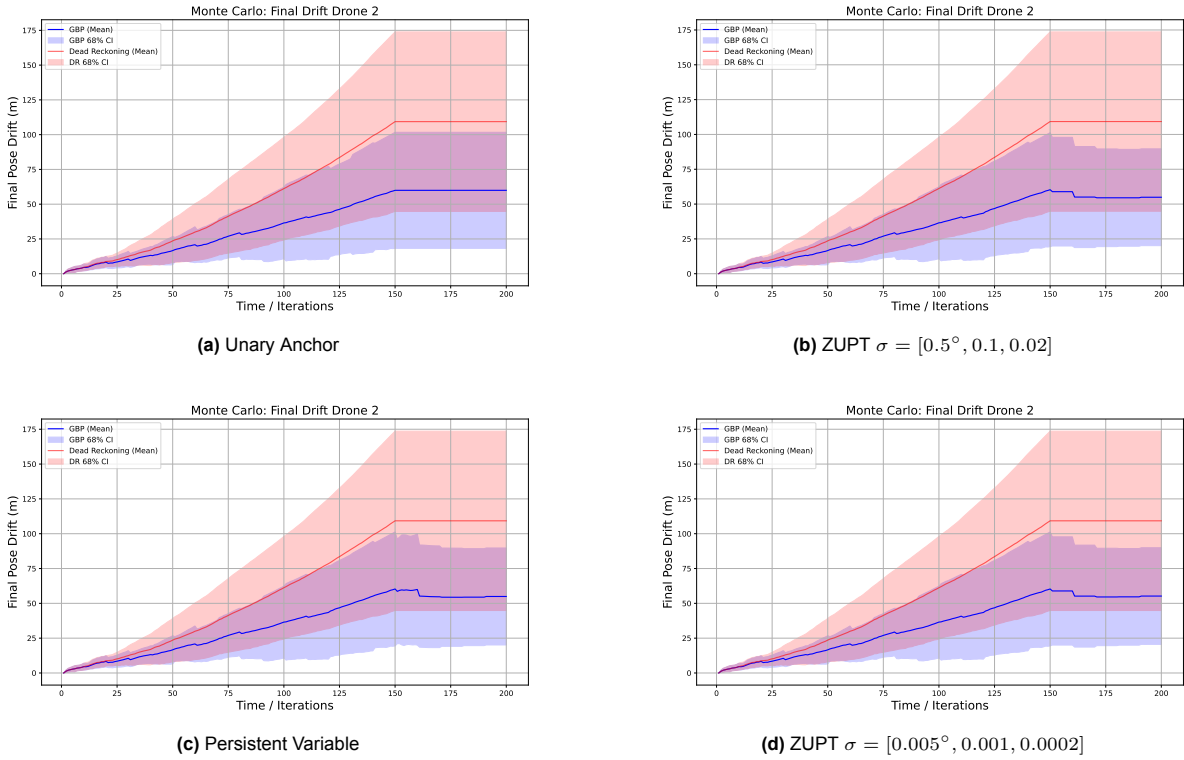 Monte Carlo: Final Drift Drone 2
GBP (Mean)
GBP 68% CI
Dead Reckoning (Mean)
DR 68% CI
Final Pose Drift (m)
175
150
125
100
75
50
25
0
0 25 50 75 100 125 150 175 200
Time / Iterations
(a) Unary Anchor
Monte Carlo: Final Drift Drone 2
GBP (Mean)
GBP 68% CI
Dead Reckoning (Mean)
DR 68% CI
Final Pose Drift (m)
175
150
125
100
75
50
25
0
0 25 50 75 100 125 150 175 200
Time / Iterations
(b) ZUPT σ = [0.5°, 0.1, 0.02]
Monte Carlo: Final Drift Drone 2
GBP (Mean)
GBP 68% CI
Dead Reckoning (Mean)
DR 68% CI
Final Pose Drift (m)
175
150
125
100
75
50
25
0
0 25 50 75 100 125 150 175 200
Time / Iterations
(c) Persistent Variable
Monte Carlo: Final Drift Drone 2
GBP (Mean)
GBP 68% CI
Dead Reckoning (Mean)
DR 68% CI
Final Pose Drift (m)
175
150
125
100
75
50
25
0
0 25 50 75 100 125 150 175 200
Time / Iterations
(d) ZUPT σ = [0.005°, 0.001, 0.0002]